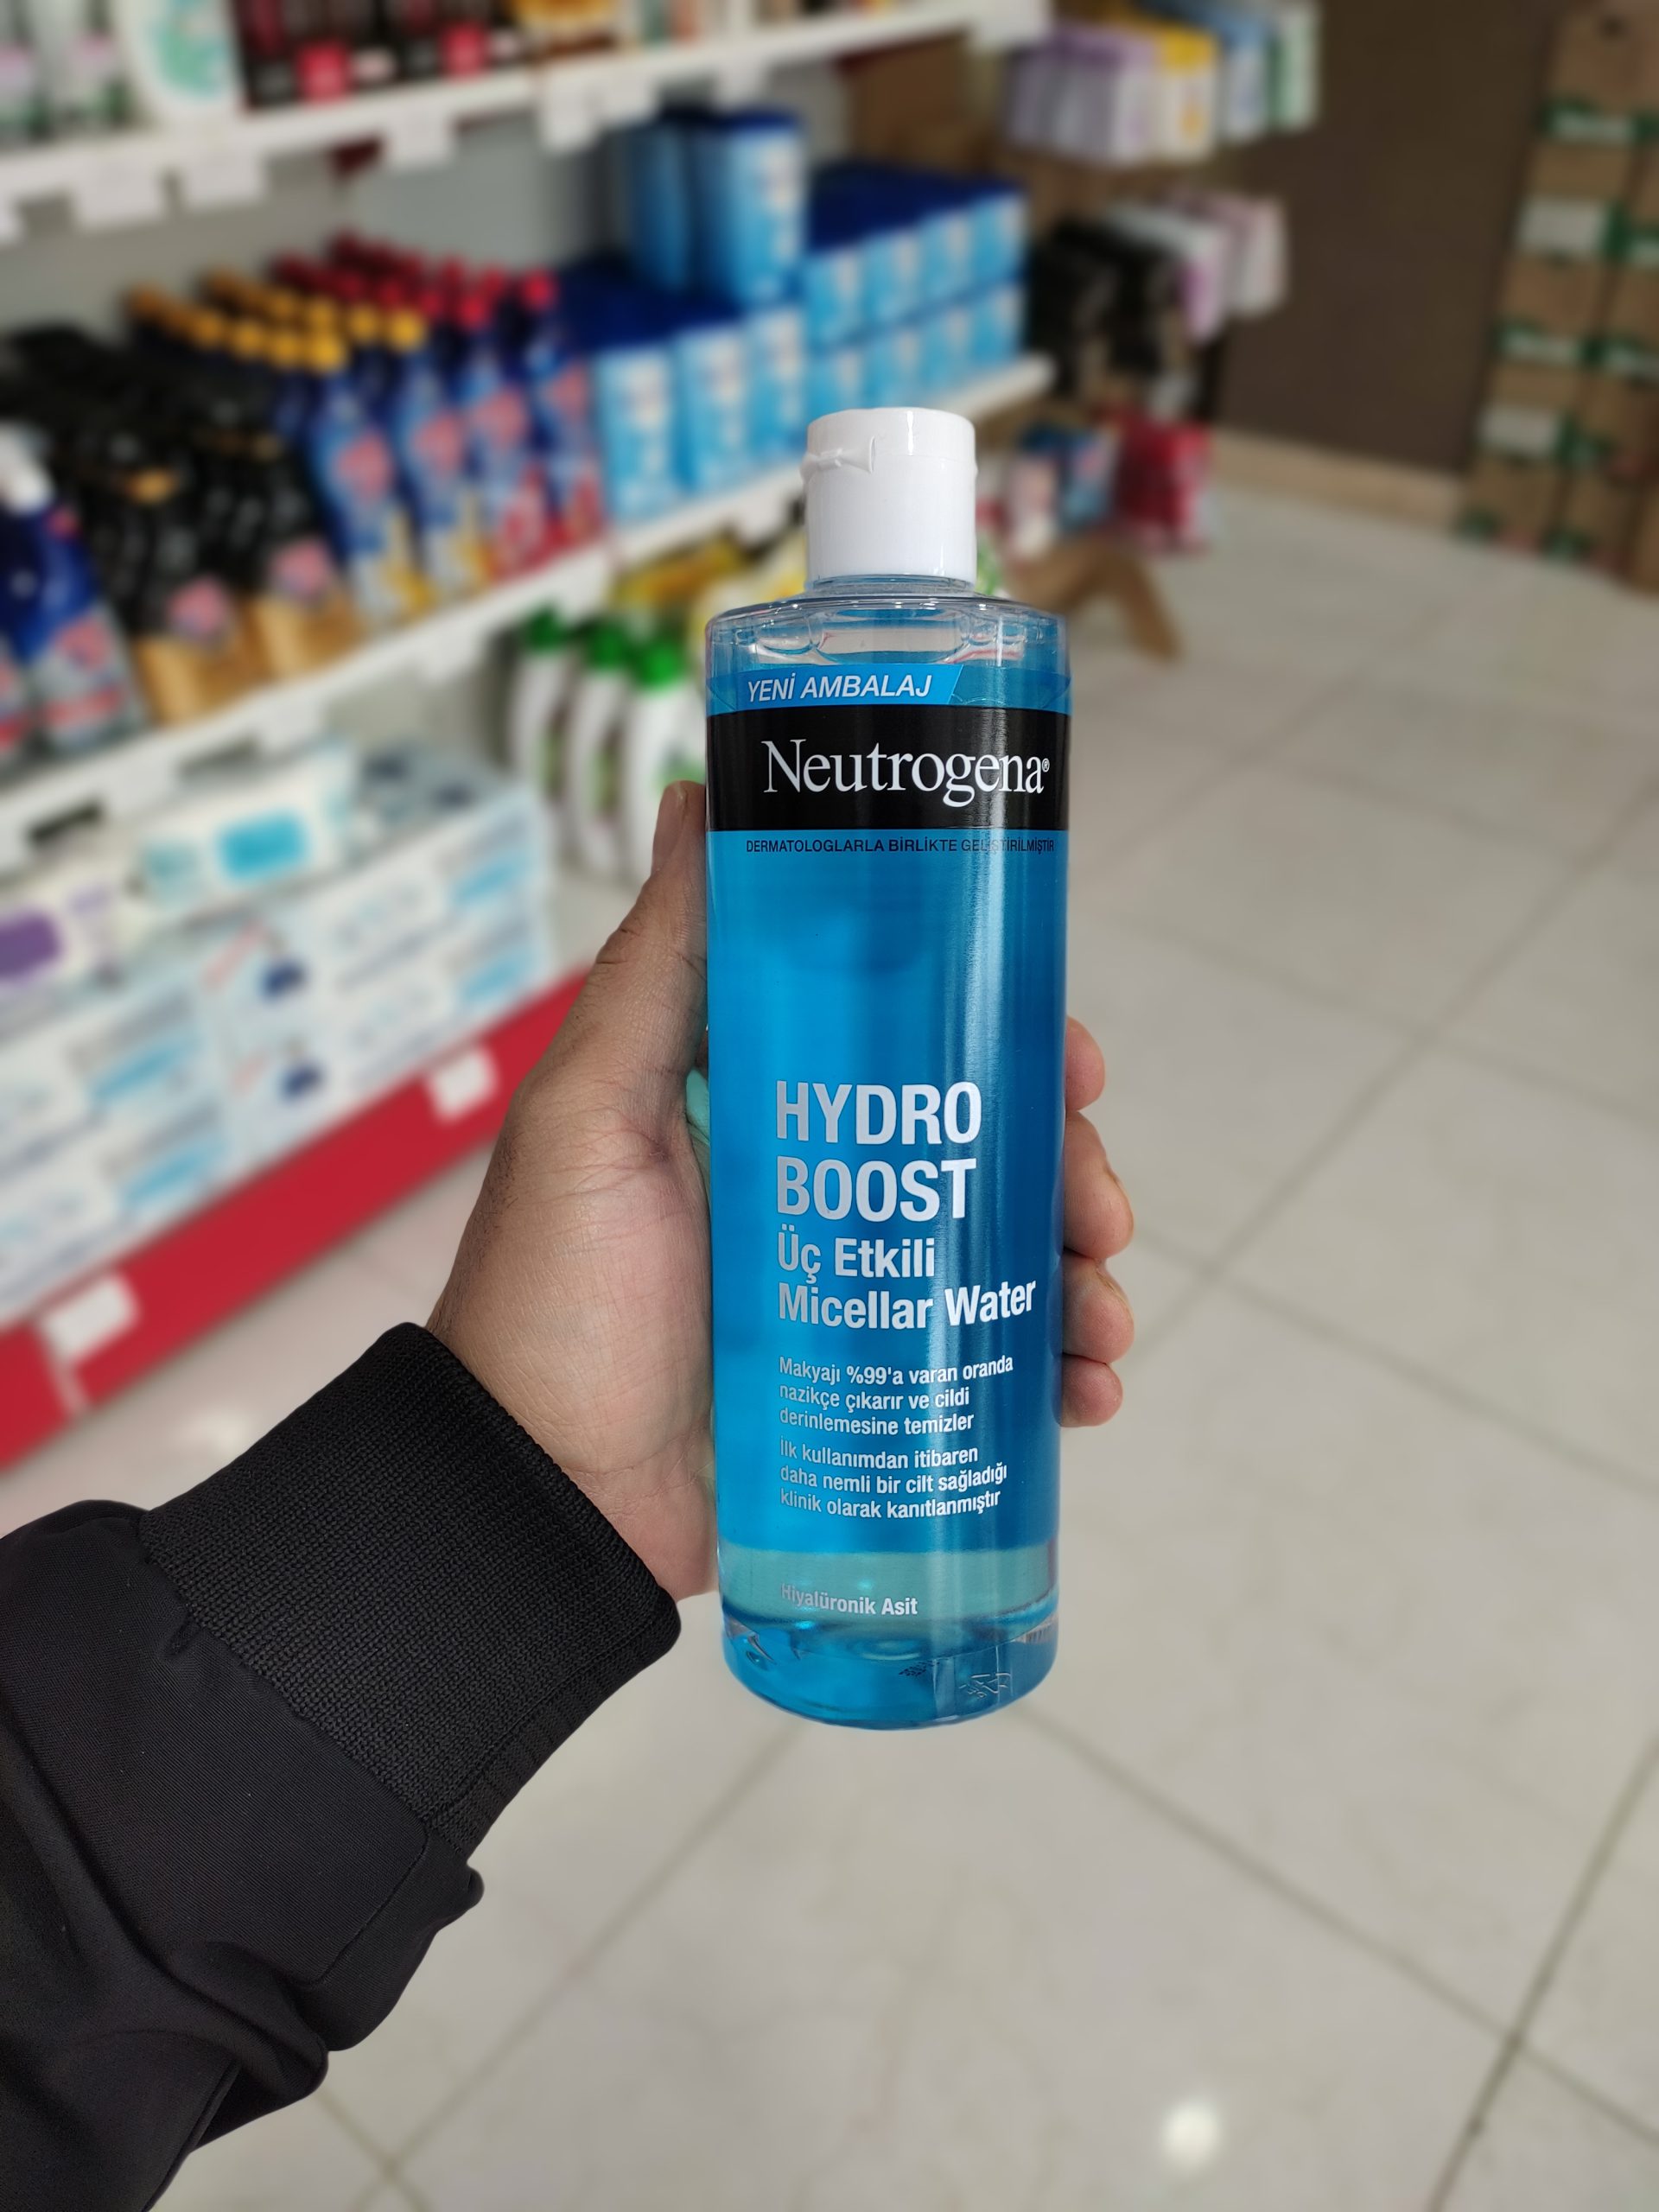 YENİ AMBALAJ
Neutrogena®
DERMATOLOGLARLA BİRLİKTE GELİŞTİRİLMİŞTİR
HYDRO
BOOST
Üç Etkili
Micellar Water
Makyajı %99'a varan oranda
nazikçe çıkarır ve cildi
derinlemesine temizler
İlk kullanımdan itibaren
daha nemli bir cilt sağladığı
klinik olarak kanıtlanmıştır
Hiyalüronik Asit